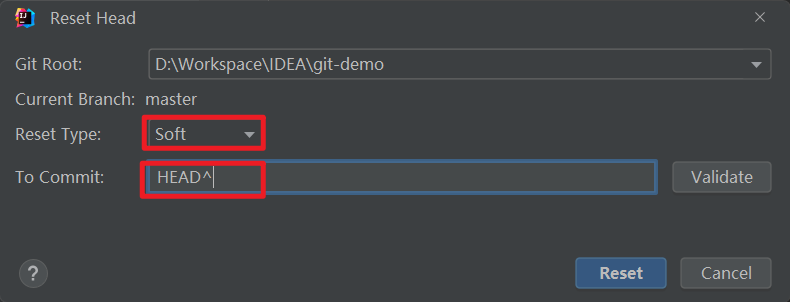 Reset Head
Git Root: D:\Workspace\IDEA\git-demo
Current Branch: master
Reset Type: Soft
To Commit: HEAD^ Validate
? Reset Cancel